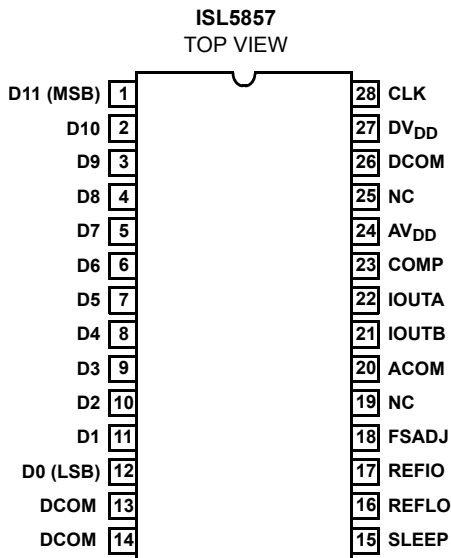 ISL5857
TOP VIEW
D11 (MSB) 1 28 CLK
D10 2 27 DVDD
D9 3 26 DCOM
D8 4 25 NC
D7 5 24 AVDD
D6 6 23 COMP
D5 7 22 IOUTA
D4 8 21 IOUTB
D3 9 20 ACOM
D2 10 19 NC
D1 11 18 FSADJ
D0 (LSB) 12 17 REFIO
DCOM 13 16 REFLO
DCOM 14 15 SLEEP